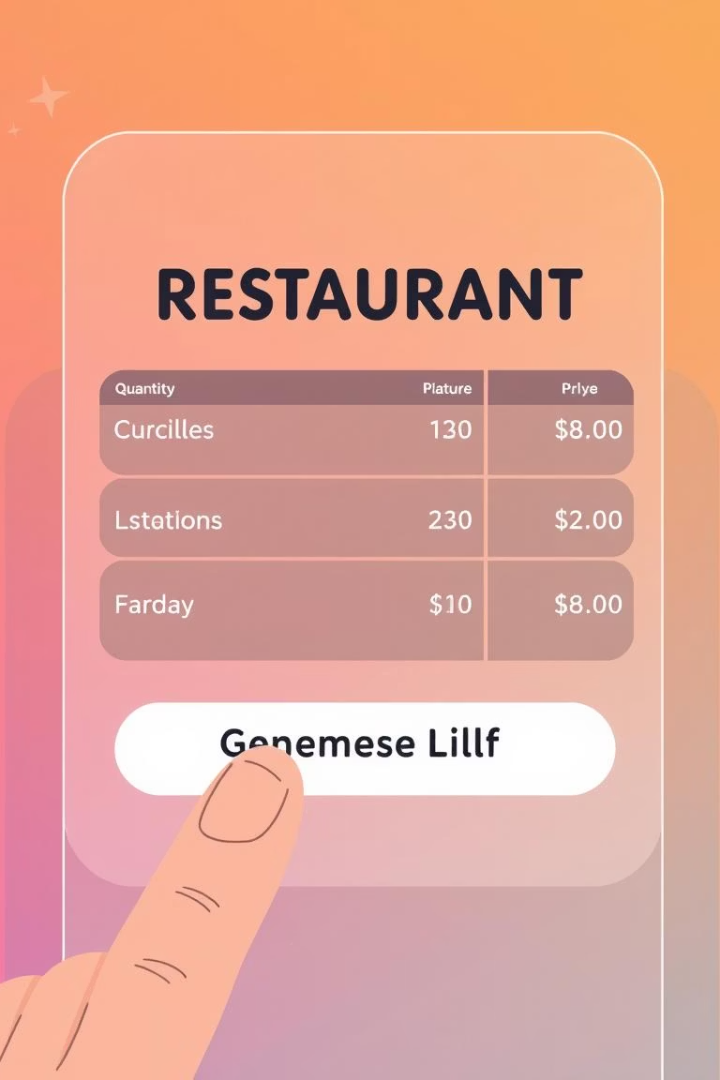 RESTAURANT
Quantity Plature Prlye
Curcilles 130 $8.00
Lstations 230 $2.00
Farday $10 $8.00
Genemese Lillf